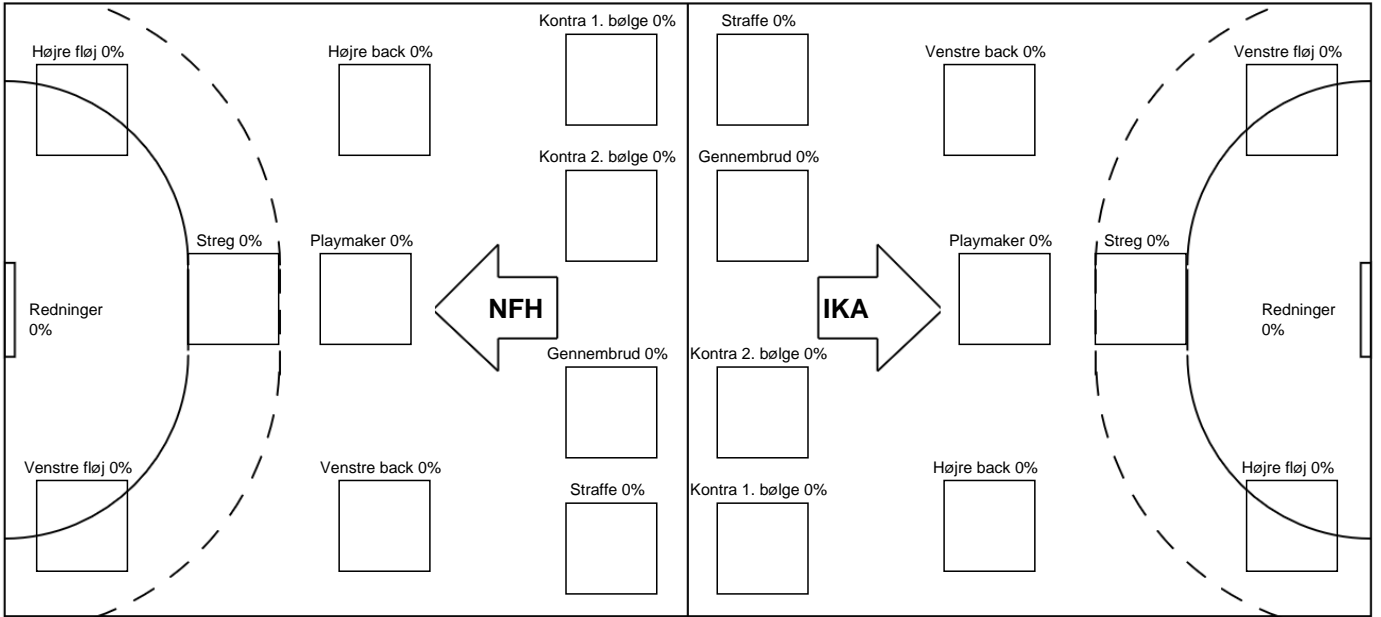 Kontra 1. bølge 0%
Straffe 0%
Højre fløj 0%
Højre back 0%
Venstre back 0%
Venstre fløj 0%
Kontra 2. bølge 0%
Gennembrud 0%
Streg 0%
Playmaker 0%
Playmaker 0%
Streg 0%
NFH
IKA
Redninger
0%
Redninger
0%
Gennembrud 0%
Kontra 2. bølge 0%
Venstre fløj 0%
Venstre back 0%
Højre back 0%
Højre fløj 0%
Straffe 0%
Kontra 1. bølge 0%